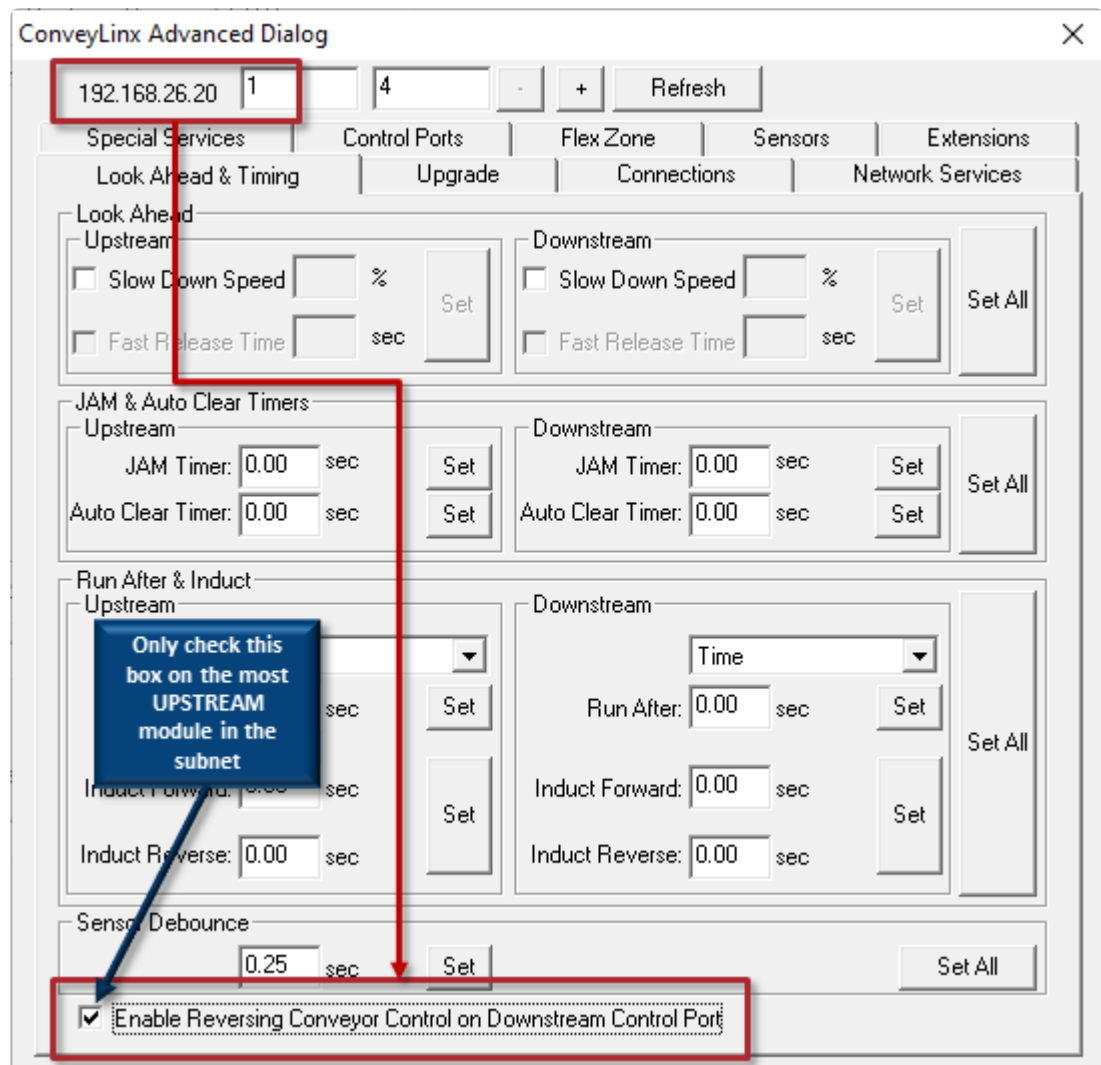 ConveyLinx Advanced Dialog
192.168.26.20 1 4 - + Refresh
Special Services Control Ports Flex Zone Sensors Extensions
Look Ahead & Timing Upgrade Connections Network Services
Look Ahead
Upstream Downstream
Slow Down Speed % Set Slow Down Speed % Set Set All
Fast Release Time sec Fast Release Time sec
JAM & Auto Clear Timers
Upstream Downstream
JAM Timer: 0.00 sec Set JAM Timer: 0.00 sec Set Set All
Auto Clear Timer: 0.00 sec Set Auto Clear Timer: 0.00 sec Set
Run After & Induct
Upstream Downstream
Only check this
box on the most
UPSTREAM
module in the
subnet
Time
sec Set Run After: 0.00 sec Set Set All
Induct Forward: 0.00 sec Set Induct Forward: 0.00 sec Set
Induct Reverse: 0.00 sec Induct Reverse: 0.00 sec
Sensor Debounce
0.25 sec Set Set All
Enable Reversing Conveyor Control on Downstream Control Port